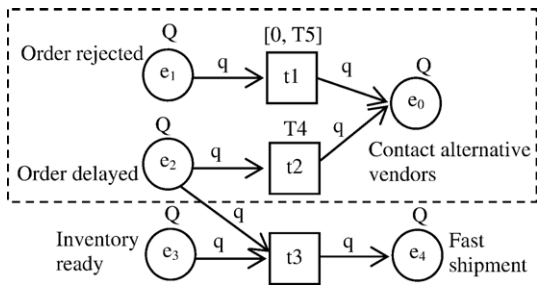 Q
[0, T5]
Order rejected
e1
q
t1
q
Q
e0
Q
T4
q
Order delayed
e2
q
t2
Contact alternative
vendors
Q
q
Q
Inventory
ready
e3
q
t3
q
e4
Fast
shipment